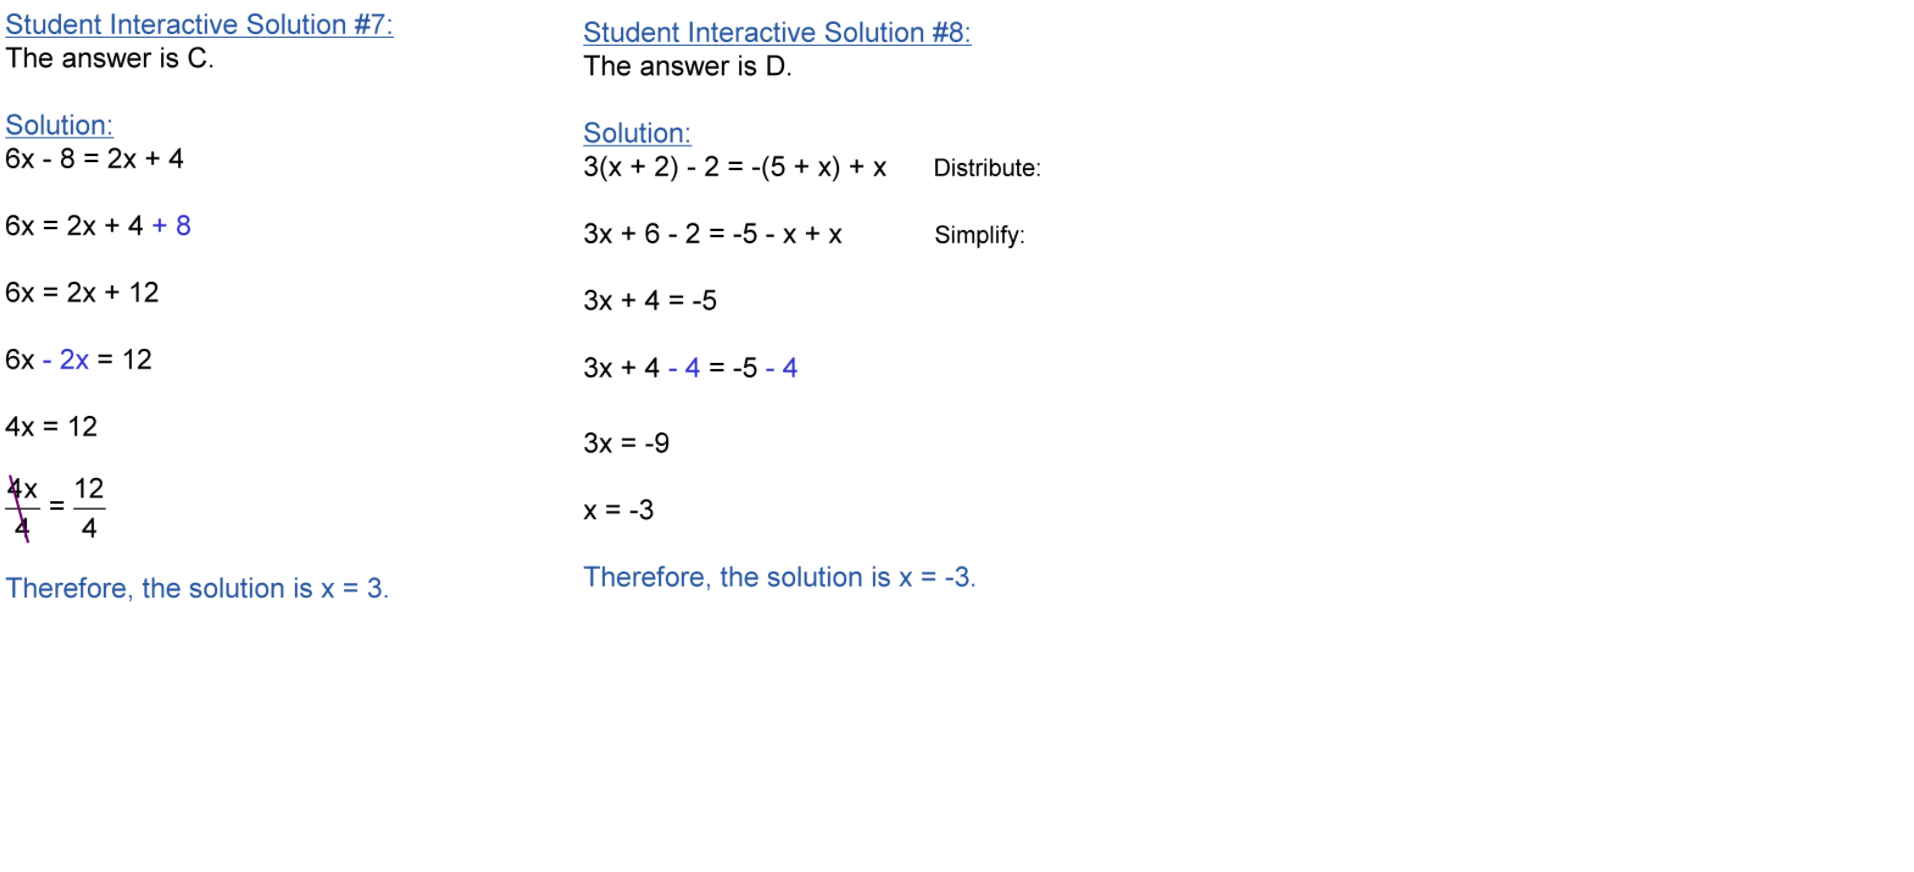 Student Interactive Solution #7:
The answer is C.
Solution:
6x - 8 = 2x + 4
6x = 2x + 4 + 8
6x = 2x + 12
6x - 2x = 12
4x = 12
4x/4 = 12/4
Therefore, the solution is x = 3.
Student Interactive Solution #8:
The answer is D.
Solution:
3(x + 2) - 2 = -(5 + x) + x Distribute:
3x + 6 - 2 = -5 - x + x Simplify:
3x + 4 = -5
3x + 4 - 4 = -5 - 4
3x = -9
x = -3
Therefore, the solution is x = -3.